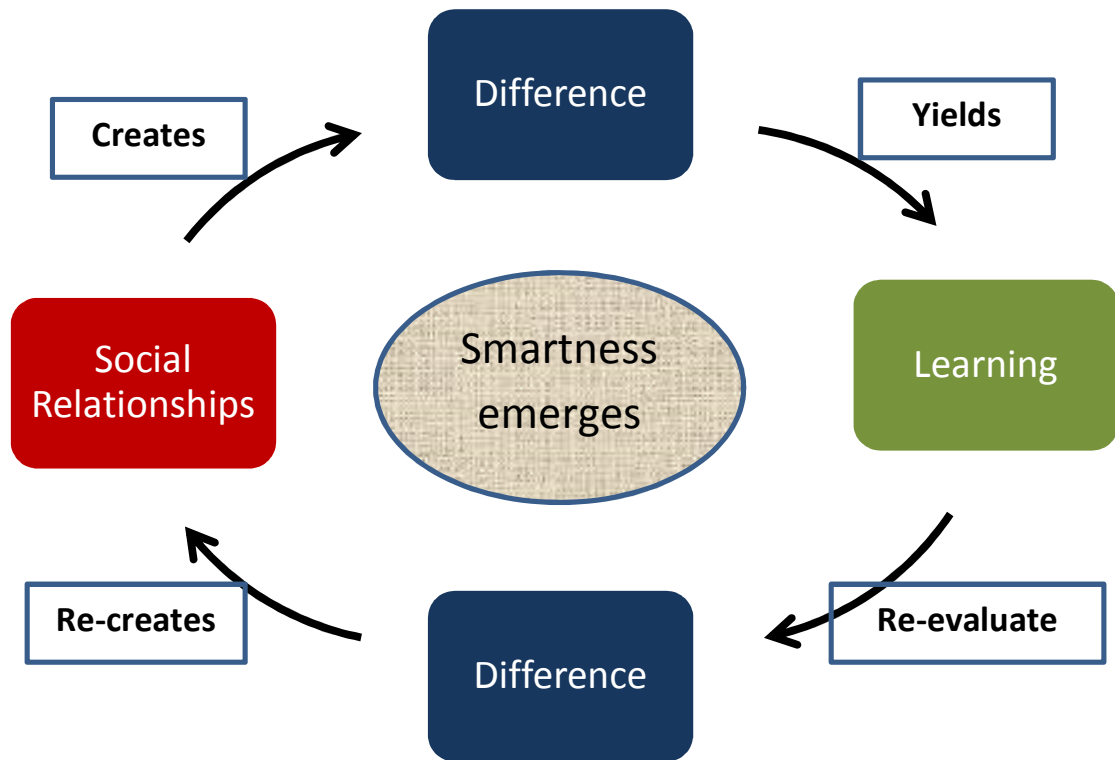 Difference
Creates
Yields
Smartness
emerges
Social
Relationships
Learning
Re-creates
Re-evaluate
Difference